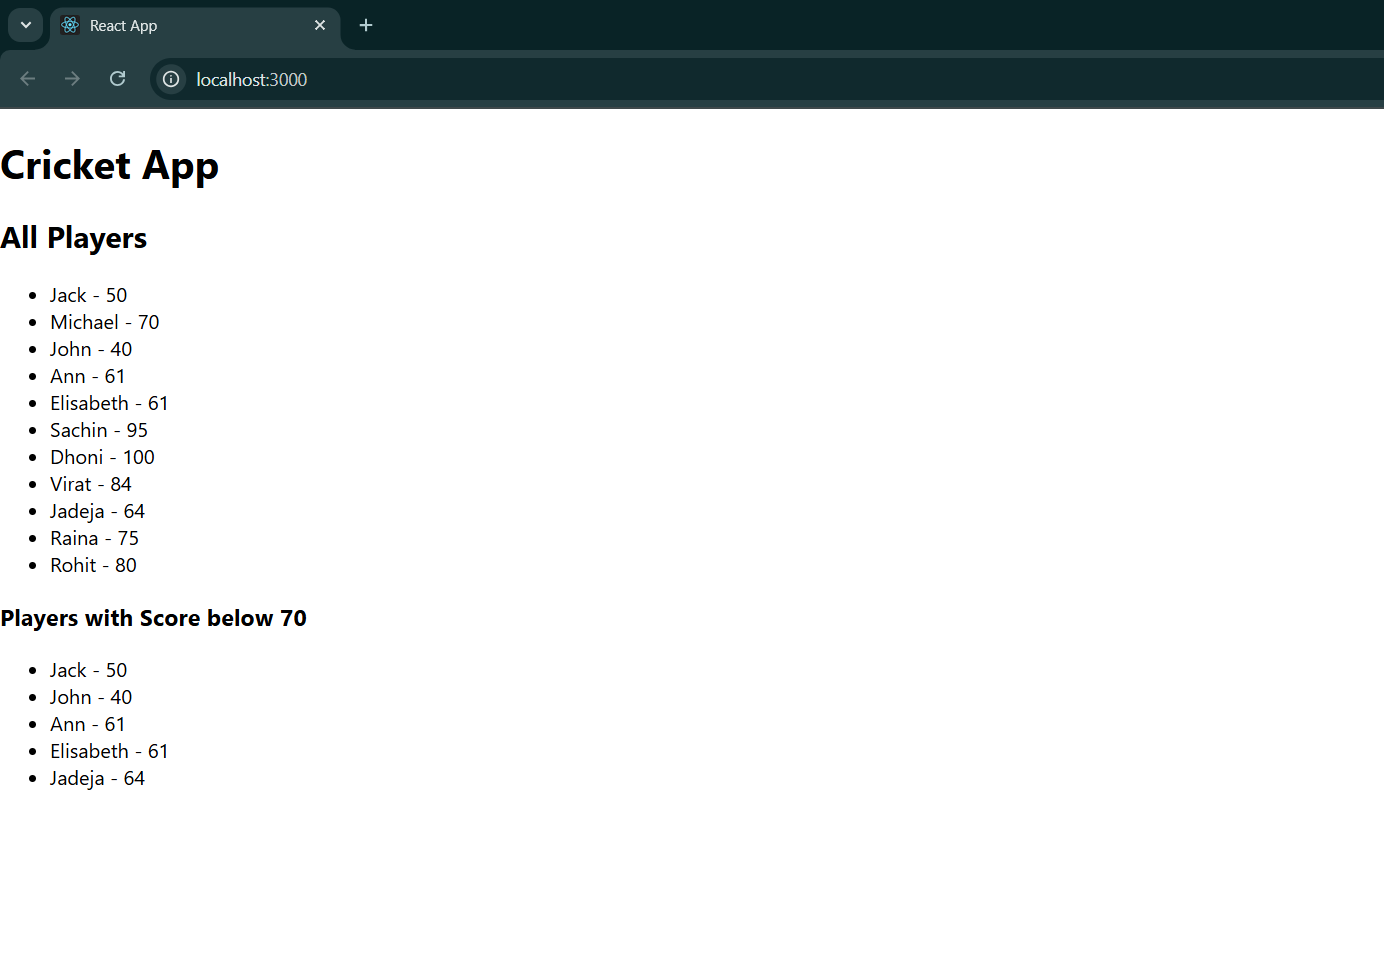 React App
localhost:3000
Cricket App
All Players
Jack - 50
Michael - 70
John - 40
Ann - 61
Elisabeth - 61
Sachin - 95
Dhoni - 100
Virat - 84
Jadeja - 64
Raina - 75
Rohit - 80
Players with Score below 70
Jack - 50
John - 40
Ann - 61
Elisabeth - 61
Jadeja - 64